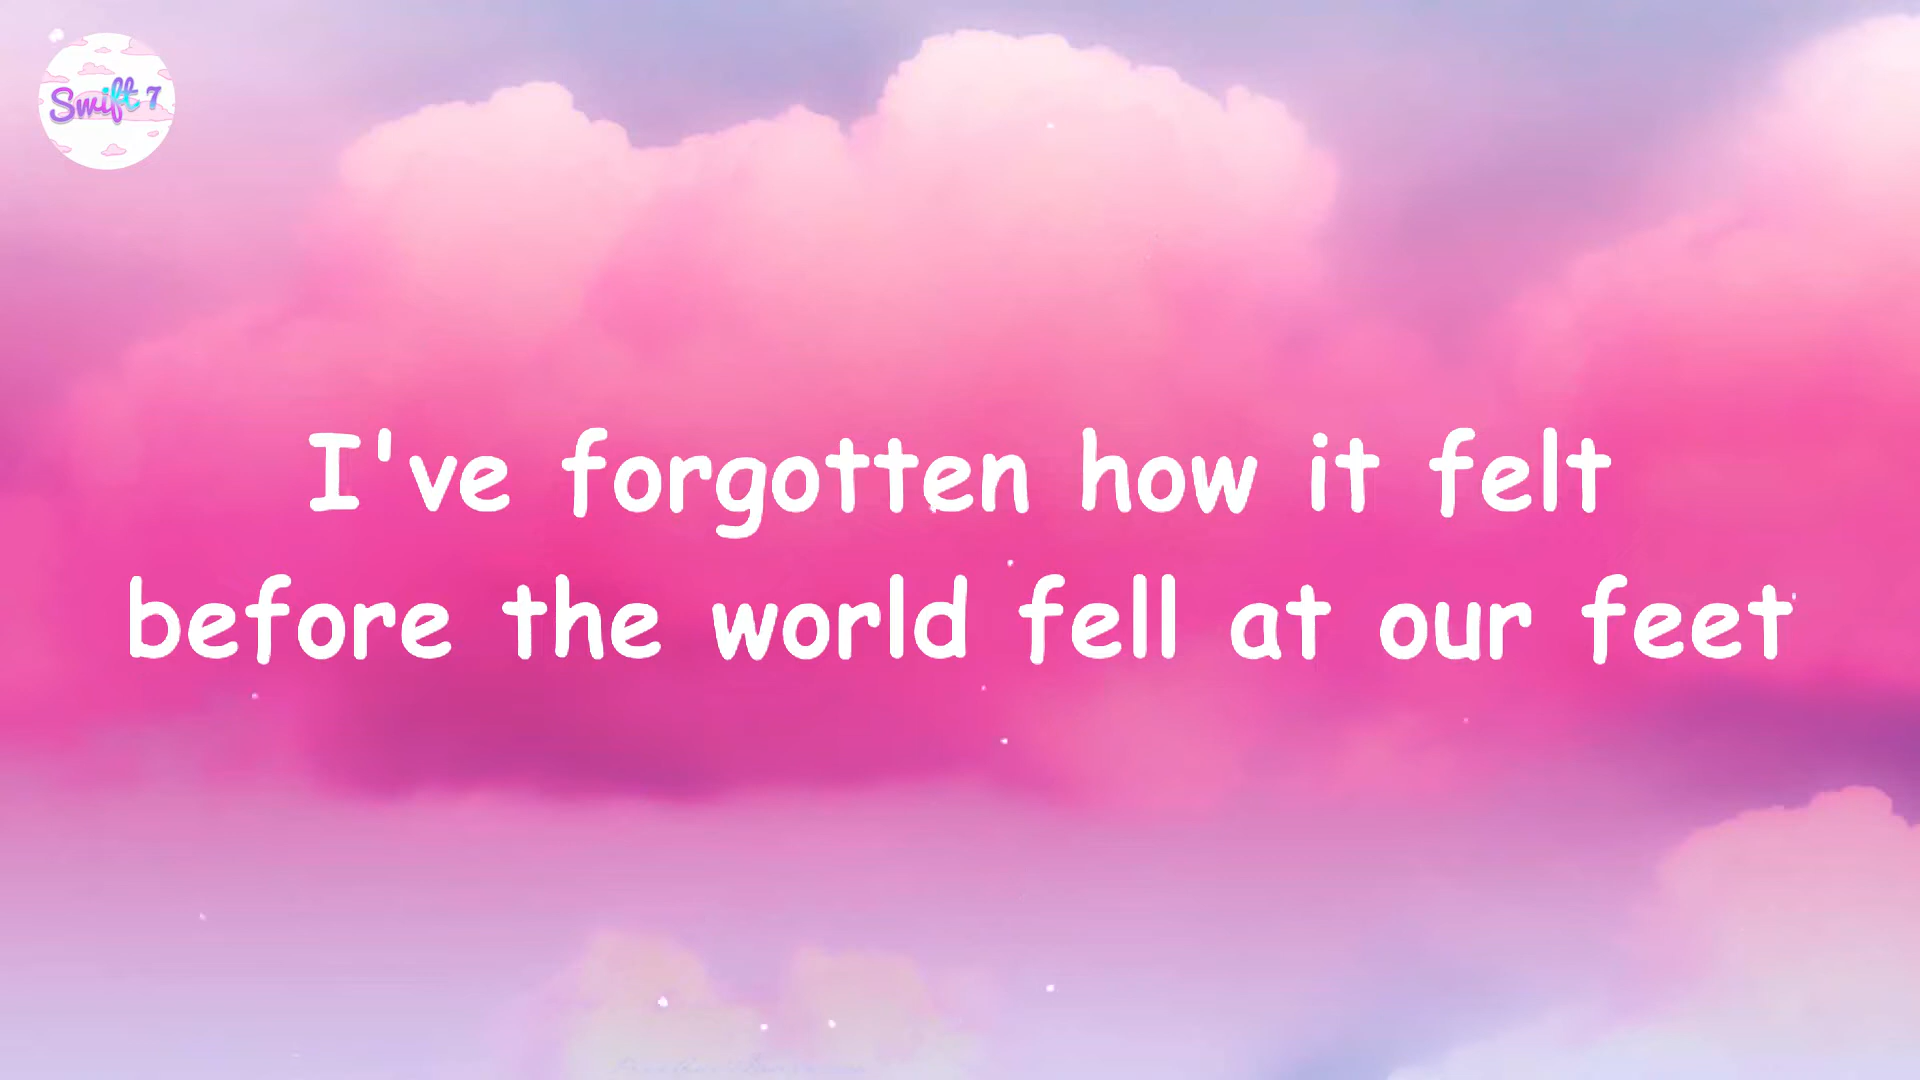 Swift 7
I've forgotten how it felt
before the world fell at our feet